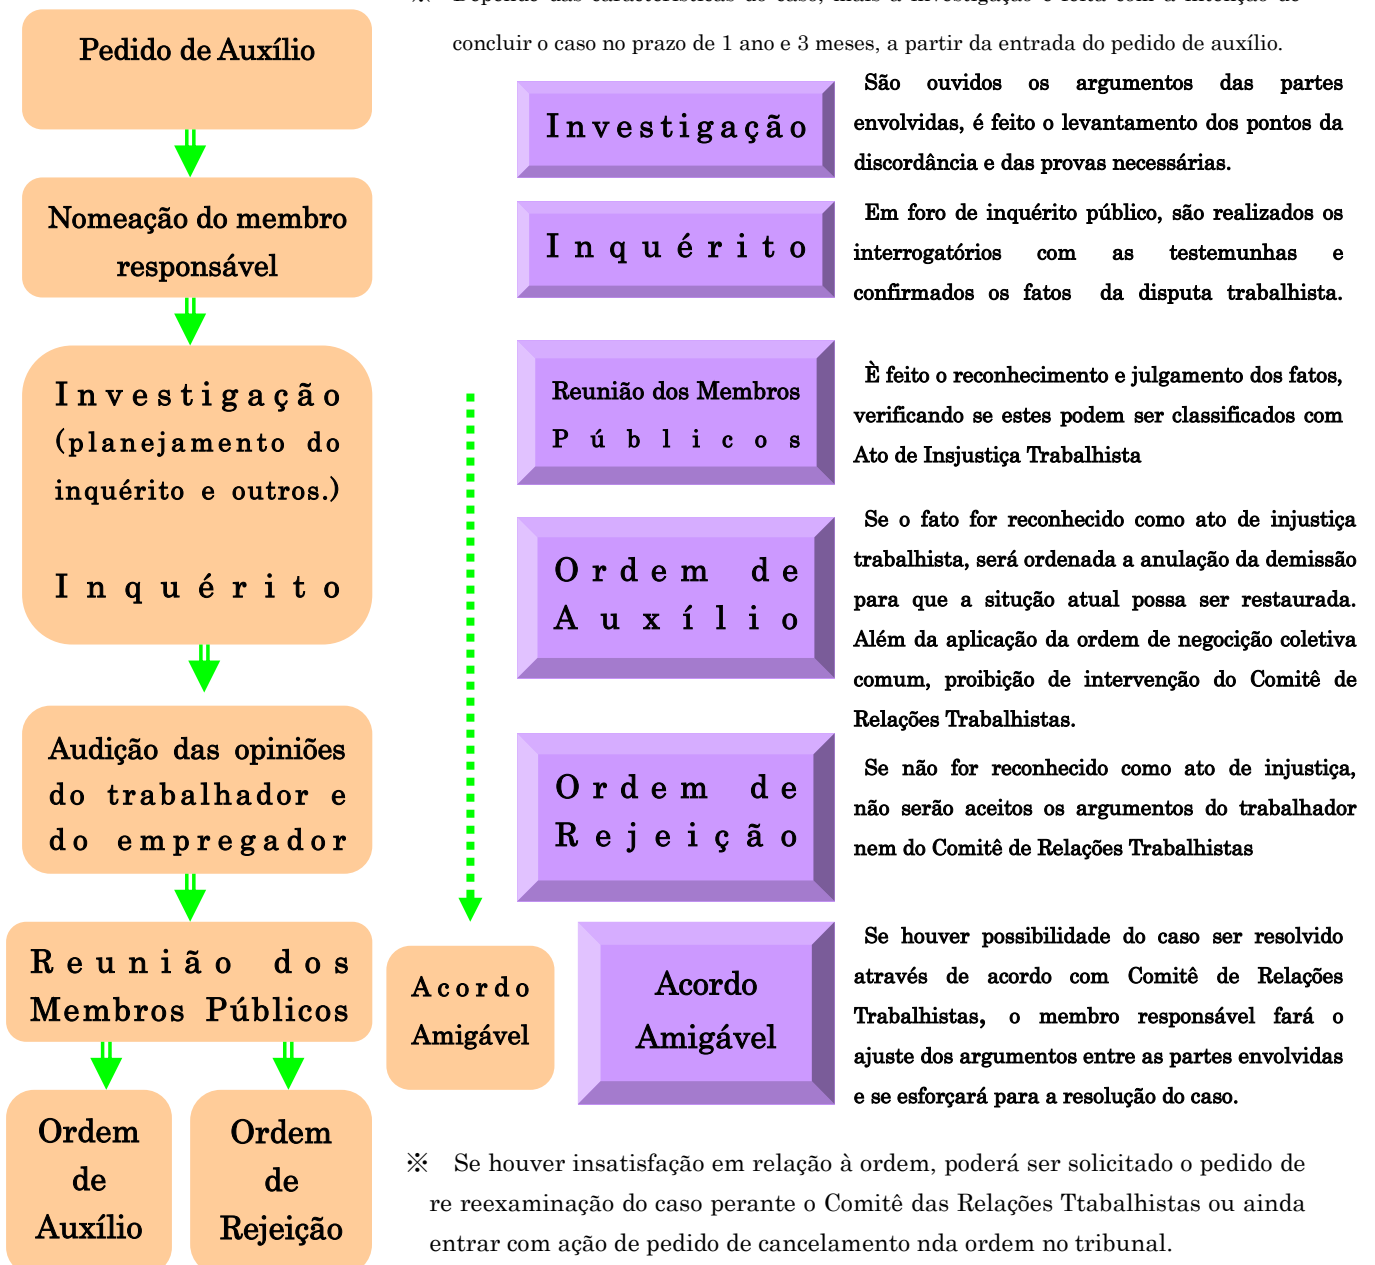 concluir o caso no prazo de 1 ano e 3 meses, a partir da entrada do pedido de auxílio.
Pedido de Auxílio
Nomeação do membro
responsável
Investigação
(planejamento do
inquérito e outros.)
Inquérito
Audição das opiniões
do trabalhador e
do empregador
Reunião dos
Membros Públicos
Ordem
de
Auxílio
Ordem
de
Rejeição
Acordo
Amigável
Investigação
São ouvidos os argumentos das partes
envolvidas, é feito o levantamento dos pontos da
discordância e das provas necessárias.
Inquérito
Em foro de inquérito público, são realizados os
interrogatórios com as testemunhas e
confirmados os fatos da disputa trabalhista.
Reunião dos Membros
Públicos
È feito o reconhecimento e julgamento dos fatos,
verificando se estes podem ser classificados com
Ato de Insjustiça Trabalhista
Ordem de
Auxílio
Se o fato for reconhecido como ato de injustiça
trabalhista, será ordenada a anulação da demissão
para que a situção atual possa ser restaurada.
Além da aplicação da ordem de negocição coletiva
comum, proibição de intervenção do Comitê de
Relações Trabalhistas.
Ordem de
Rejeição
Se não for reconhecido como ato de injustiça,
não serão aceitos os argumentos do trabalhador
nem do Comitê de Relações Trabalhistas
Acordo
Amigável
Se houver possibilidade do caso ser resolvido
através de acordo com Comitê de Relações
Trabalhistas, o membro responsável fará o
ajuste dos argumentos entre as partes envolvidas
e se esforçará para a resolução do caso.
※ Se houver insatisfação em relação à ordem, poderá ser solicitado o pedido de
re reexaminação do caso perante o Comitê das Relações Ttabalhistas ou ainda
entrar com ação de pedido de cancelamento nda ordem no tribunal.